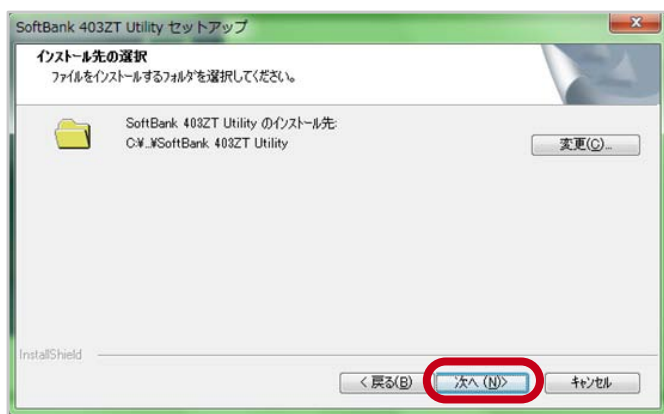 SoftBank 403ZT Utility セットアップ
インストール先の選択
ファイルをインストールするフォルダを選択してください。
SoftBank 403ZT Utility のインストール先:
C:¥...¥SoftBank 403ZT Utility
変更(C)...
InstallShield
< 戻る(B)
次へ (N)>
キャンセル